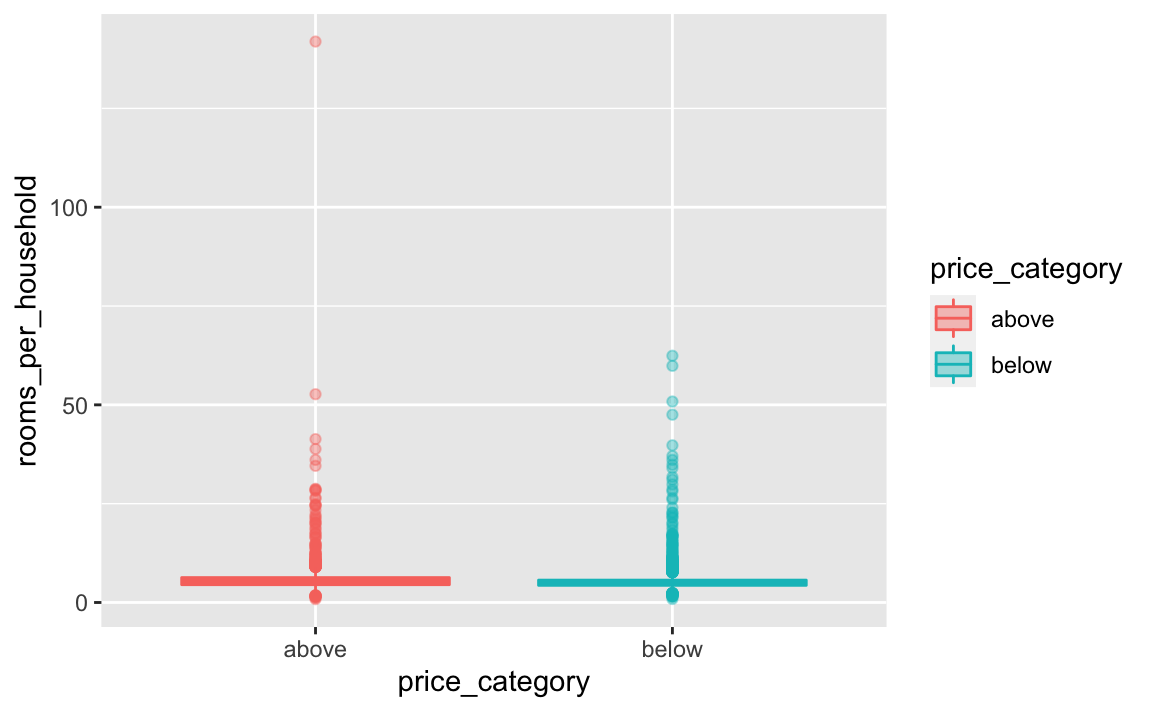 rooms_per_household
100
50
0
above
below
price_category
price_category
above
below